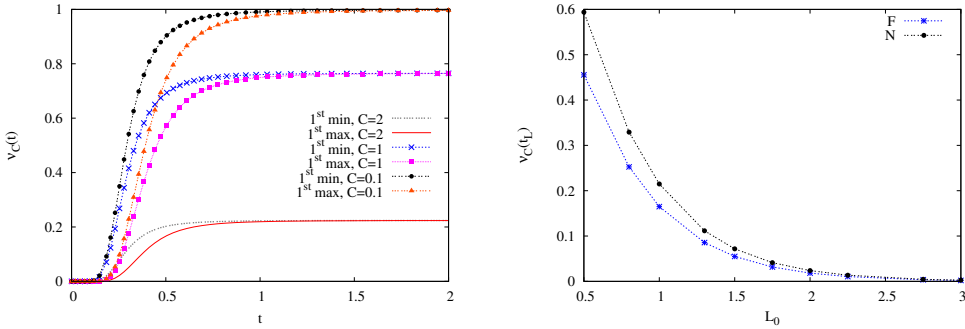 1
0.8
0.6
0.4
0.2
0
ν_C(t)
1^st min, C=2
1^st max, C=2
1^st min, C=1
1^st max, C=1
1^st min, C=0.1
1^st max, C=0.1
0 0.5 1 1.5 2
t
0.6
0.5
0.4
0.3
0.2
0.1
0
ν_C(t_L)
F
N
0.5 1 1.5 2 2.5 3
L_0